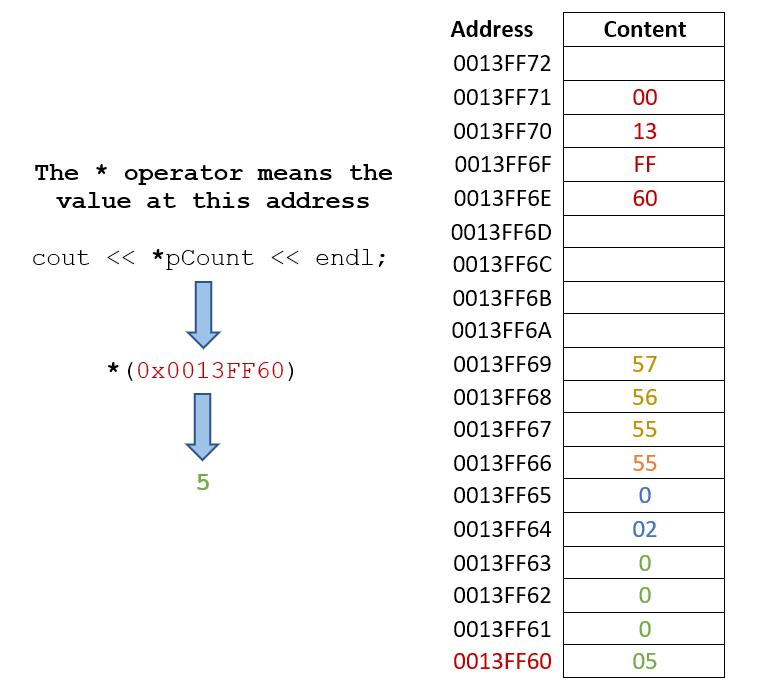 The * operator means the
value at this address
cout << *pCount << endl;
*(0x0013FF60)
5
Address Content
0013FF72
0013FF71 00
0013FF70 13
0013FF6F FF
0013FF6E 60
0013FF6D
0013FF6C
0013FF6B
0013FF6A
0013FF69 57
0013FF68 56
0013FF67 55
0013FF66 55
0013FF65 0
0013FF64 02
0013FF63 0
0013FF62 0
0013FF61 0
0013FF60 05